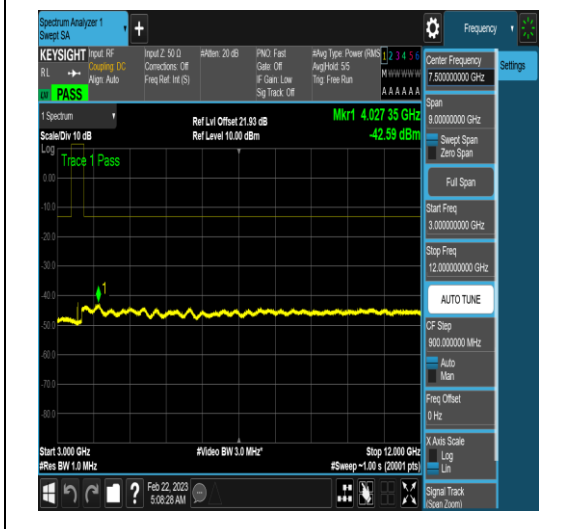 Spectrum Analyzer 1
Swept SA
+
Frequency
KEYSIGHT
Input: RF
Coupling: DC
Align: Auto
Input Z: 50 Ω
Corrections: Off
Freq Ref: Int (S)
#Atten: 20 dB
PNO: Fast
Gate: Off
IF Gain: Low
Sig Track: Off
#Avg Type: Power (RMS
Avg|Hold: 5/5
Trig: Free Run
1 2 3 4 5 6
M W W W W W
A A A A A A
RL
PASS
1 Spectrum
Scale/Div 10 dB
Ref Lvl Offset 21.93 dB
Ref Level 10.00 dBm
Mkr1 4.027 35 GHz
-42.59 dBm
Log
Trace 1 Pass
0.00
-10.0
-20.0
-30.0
-40.0
-50.0
-60.0
-70.0
-80.0
1
Start 3.000 GHz
#Res BW 1.0 MHz
#Video BW 3.0 MHz*
Stop 12.000 GHz
#Sweep ~1.00 s (20001 pts)
?
Feb 22, 2023
5:08:28 AM
Center Frequency
7.500000000 GHz
Settings
Span
9.00000000 GHz
Swept Span
Zero Span
Full Span
Start Freq
3.000000000 GHz
Stop Freq
12.000000000 GHz
AUTO TUNE
CF Step
900.000000 MHz
Auto
Man
Freq Offset
0 Hz
X Axis Scale
Log
Lin
Signal Track
(Span Zoom)